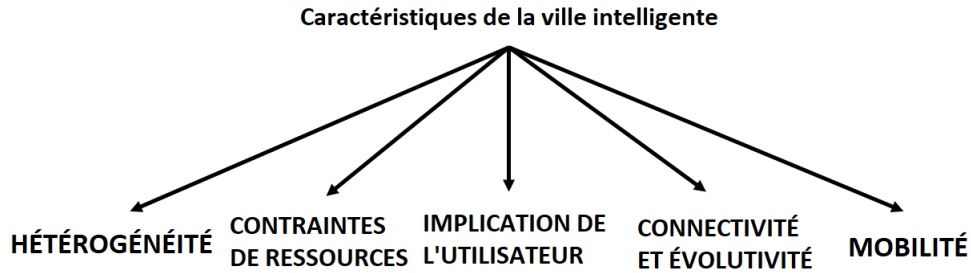 Caractéristiques de la ville intelligente
HÉTÉROGÉNÉITÉ
CONTRAINTES
DE RESSOURCES
IMPLICATION DE
L'UTILISATEUR
CONNECTIVITÉ
ET ÉVOLUTIVITÉ
MOBILITÉ